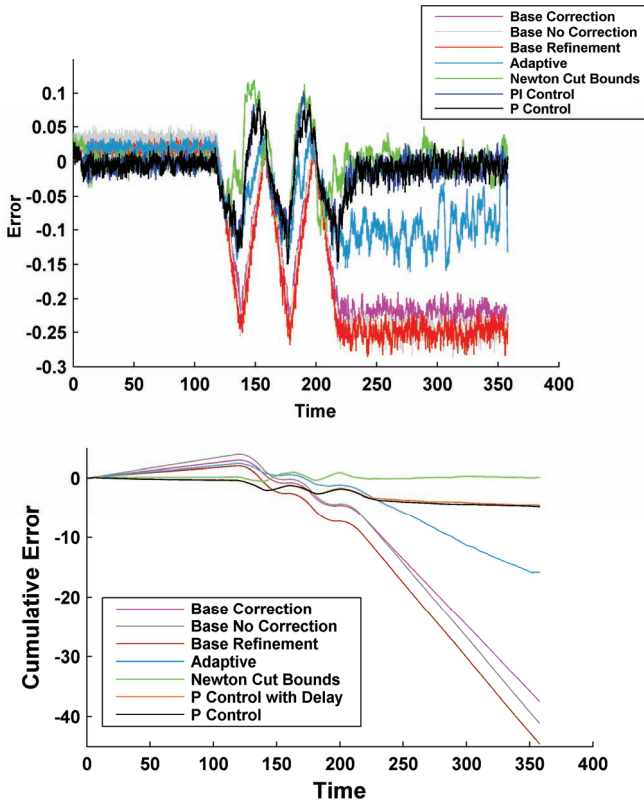 Base Correction
Base No Correction
Base Refinement
Adaptive
Newton Cut Bounds
PI Control
P Control
0.1
0.05
0
-0.05
-0.1
-0.15
-0.2
-0.25
-0.3
Error
0 50 100 150 200 250 300 350 400
Time
0
-10
-20
-30
-40
Cumulative Error
Base Correction
Base No Correction
Base Refinement
Adaptive
Newton Cut Bounds
P Control with Delay
P Control
0 50 100 150 200 250 300 350 400
Time